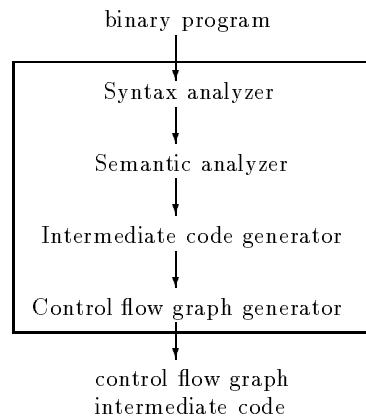 binary program
Syntax analyzer
Semantic analyzer
Intermediate code generator
Control flow graph generator
control flow graph
intermediate code